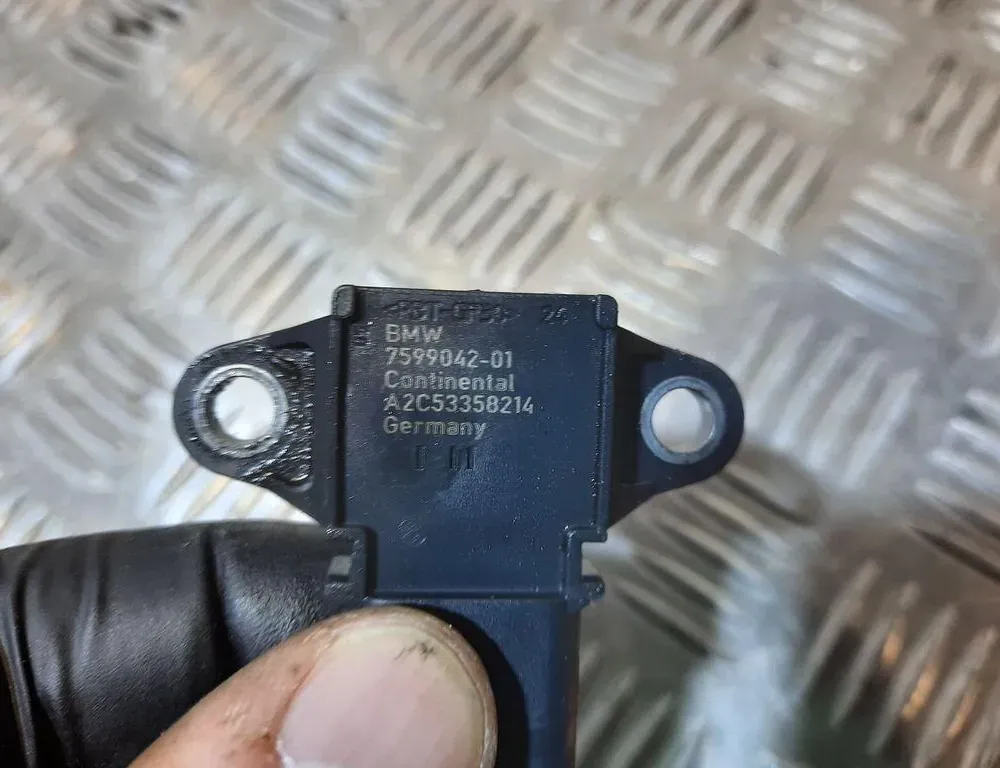 BMW
7599042-01
Continental
A2C53358214
Germany